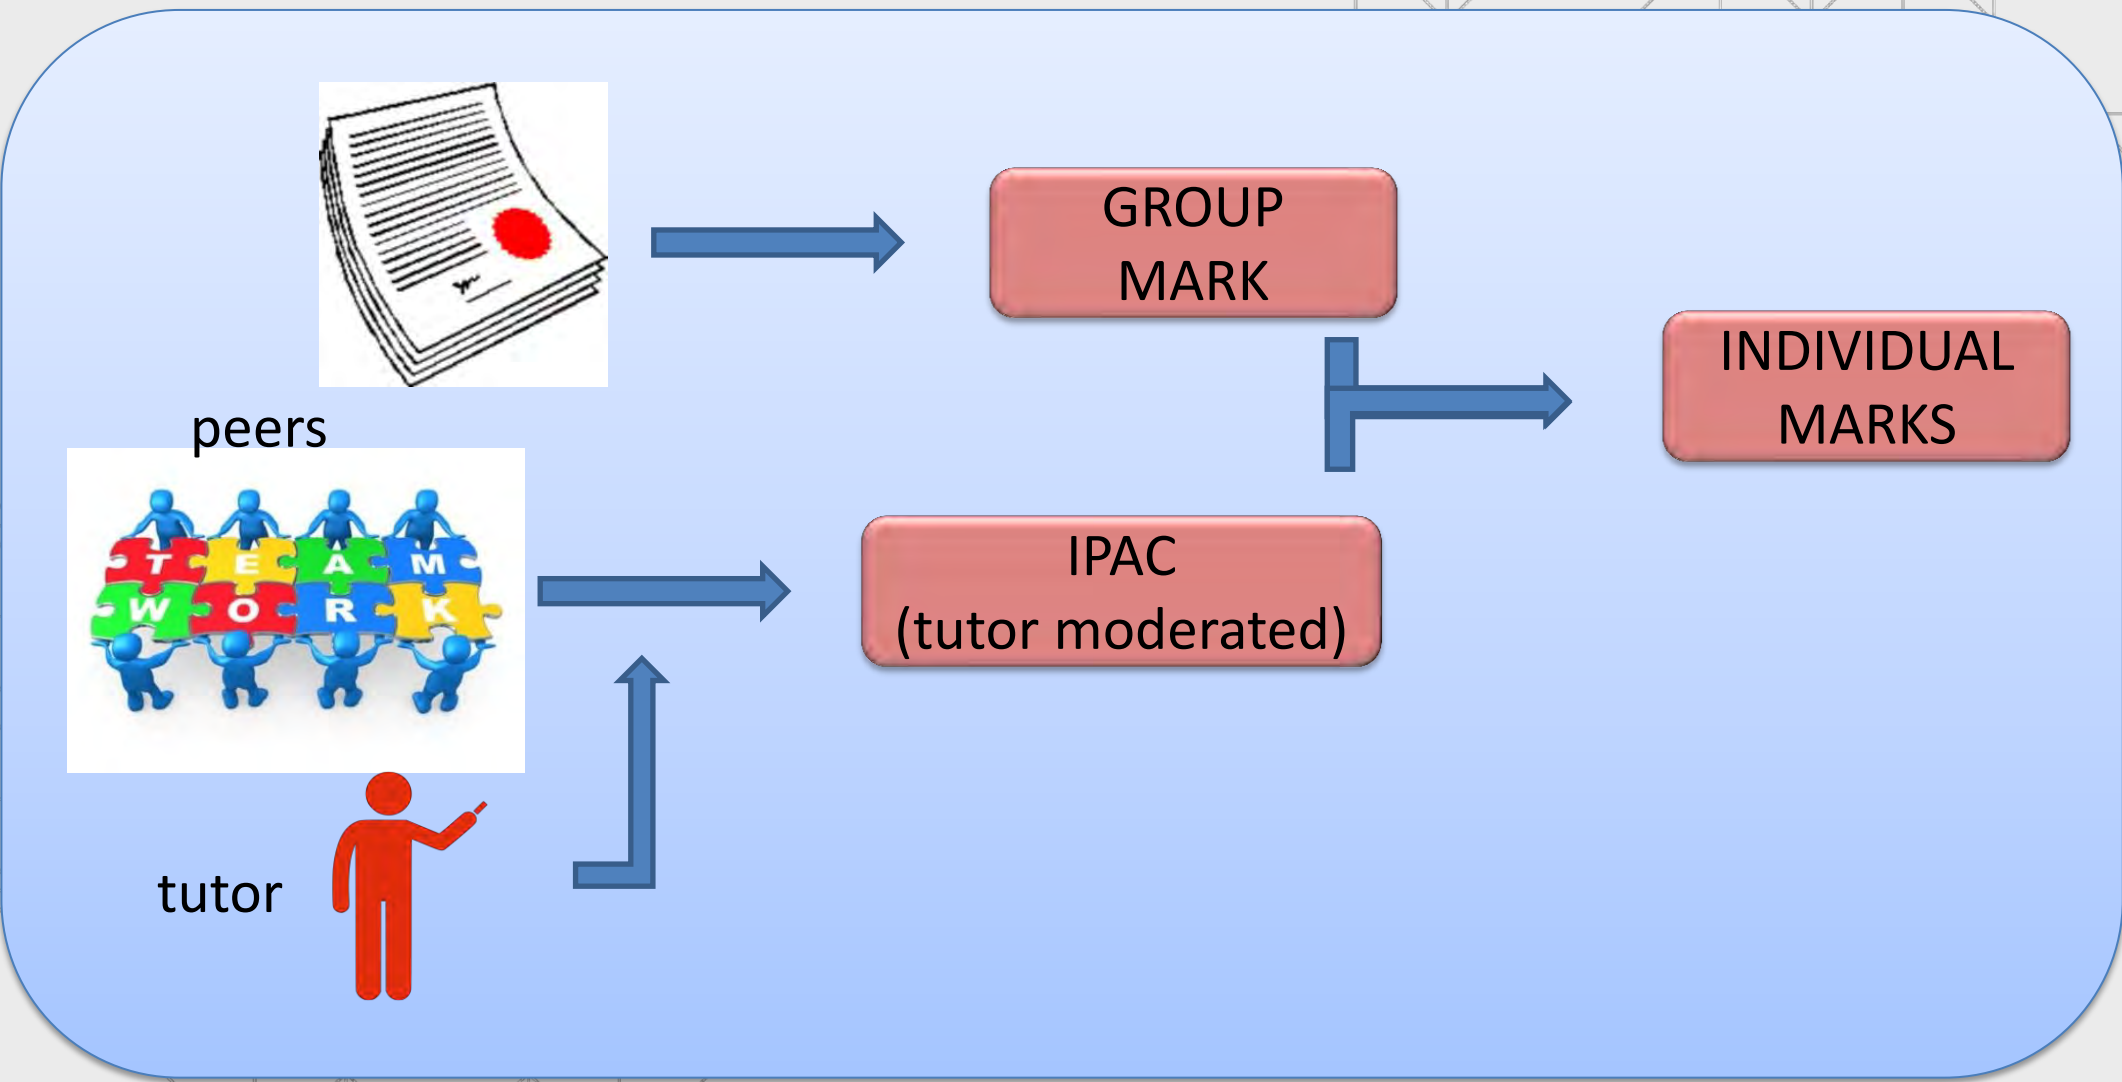 GROUP
MARK
INDIVIDUAL
MARKS
peers
TEAM
WORK
IPAC
(tutor moderated)
tutor